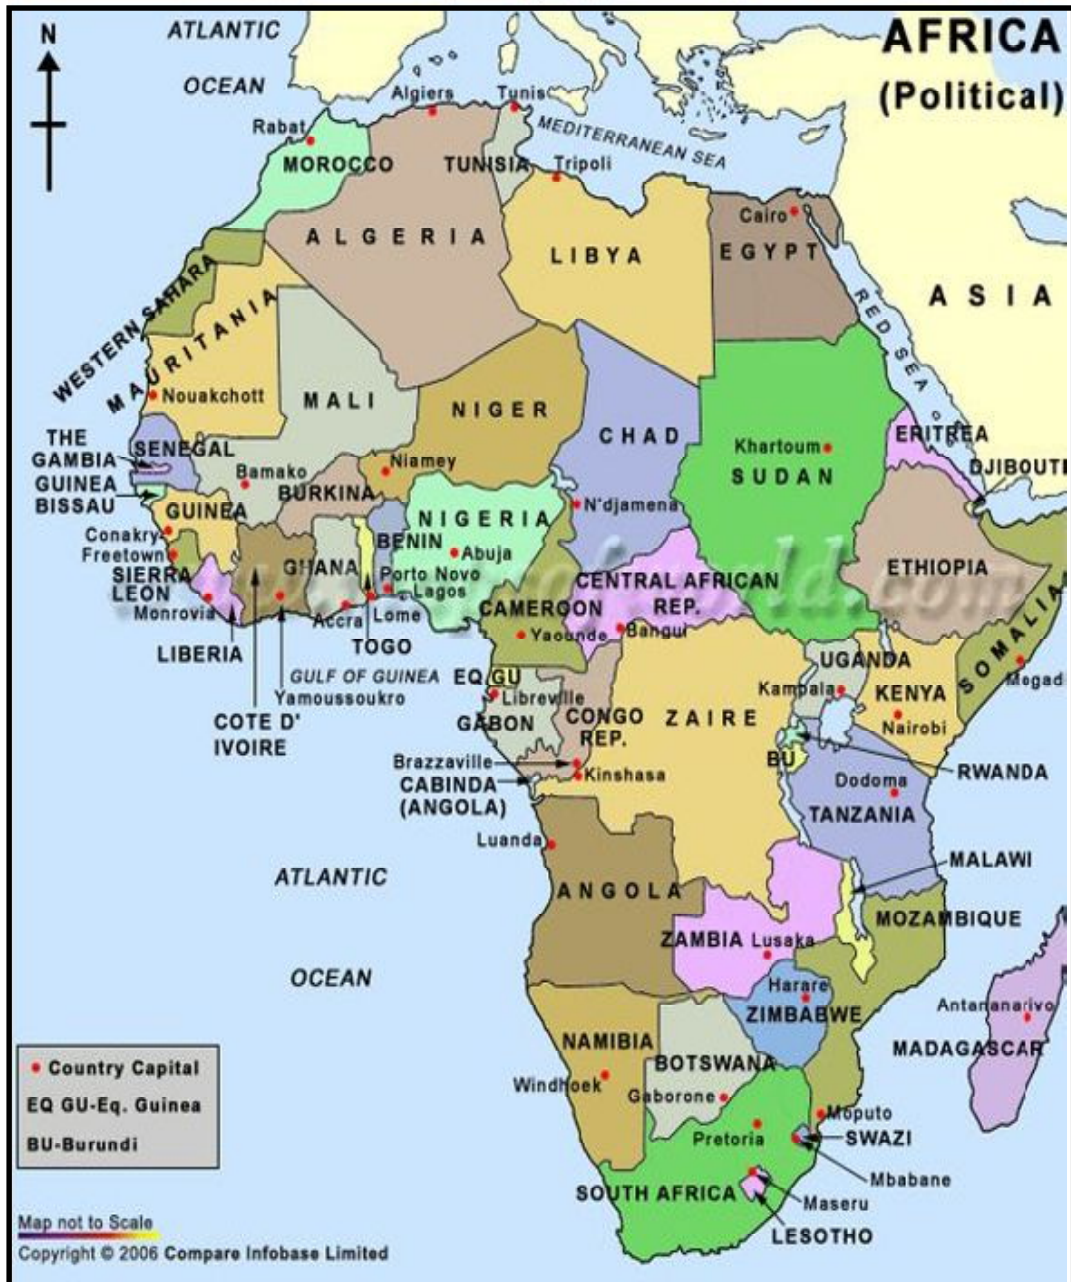 AFRICA
(Political)
N
ATLANTIC
OCEAN
Algiers
Tunis
MEDITERRANEAN SEA
Rabat
MOROCCO
TUNISIA
Tripoli
Cairo
ALGERIA
LIBYA
EGYPT
ASIA
RED SEA
WESTERN SAHARA
MAURITANIA
Nouakchott
MALI
NIGER
CHAD
Khartoum
SUDAN
ERITREA
DJIBOUTI
THE
GAMBIA
SENEGAL
GUINEA
BISSAU
Bamako
Niamey
BURKINA
N'djamena
GUINEA
NIGERIA
Conakry
Freetown
BENIN
Abuja
GHANA
ETHIOPIA
SIERRA
LEON
Porto Novo
Lagos
CENTRAL AFRICAN
REP.
Monrovia
Accra
Lome
CAMEROON
Yaounde
Bangui
LIBERIA
TOGO
SOMALIA
Mogad
GULF OF GUINEA
Yamoussoukro
EQ GU
Libreville
GABON
CONGO
REP.
ZAIRE
UGANDA
Kampala
KENYA
Nairobi
COTE D'
IVOIRE
Brazzaville
Kinshasa
CABINDA
(ANGOLA)
BU
RWANDA
Dodoma
TANZANIA
Luanda
ATLANTIC
OCEAN
ANGOLA
MALAWI
MOZAMBIQUE
ZAMBIA
Lusaka
Harare
ZIMBABWE
Antananarivo
MADAGASCAR
NAMIBIA
BOTSWANA
Windhoek
Gaborone
Moputo
Pretoria
SWAZI
Mbabane
SOUTH AFRICA
Maseru
LESOTHO
Country Capital
EQ GU-Eq. Guinea
BU-Burundi
Map not to Scale
Copyright © 2006 Compare Infobase Limited